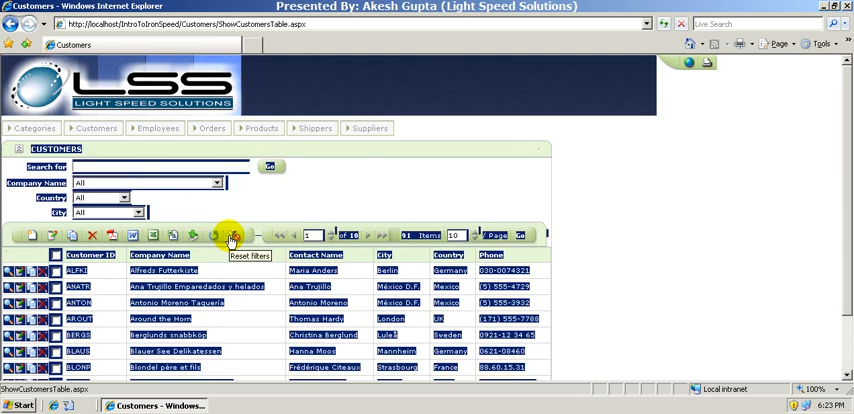 Customers - Windows Internet Explorer
Presented By: Akesh Gupta (Light Speed Solutions)
http://localhost/IntroToIronSpeed/Customers/ShowCustomersTable.aspx
Live Search
Customers
Page
Tools
LSS
LIGHT SPEED SOLUTIONS
Categories Customers Employees Orders Products Shippers Suppliers
CUSTOMERS
Search for Go
Company Name All
Country All
City All
1 of 10 91 Items 10 / Page Go
Reset filters
Customer ID Company Name Contact Name City Country Phone
ALFKI Alfreds Futterkiste Maria Anders Berlin Germany 030-0074321
ANATR Ana Trujillo Emparedados y helados Ana Trujillo México D.F. Mexico (5) 555-4729
ANTON Antonio Moreno Taquería Antonio Moreno México D.F. Mexico (5) 555-3932
AROUT Around the Horn Thomas Hardy London UK (171) 555-7788
BERGS Berglunds snabbköp Christina Berglund Luleå Sweden 0921-12 34 65
BLAUS Blauer See Delikatessen Hanna Moos Mannheim Germany 0621-08460
BLONP Blondel père et fils Frédérique Citeaux Strasbourg France 88.60.15.31
ShowCustomersTable.aspx
Local intranet
100%
Start
Customers - Windows...
6:23 PM